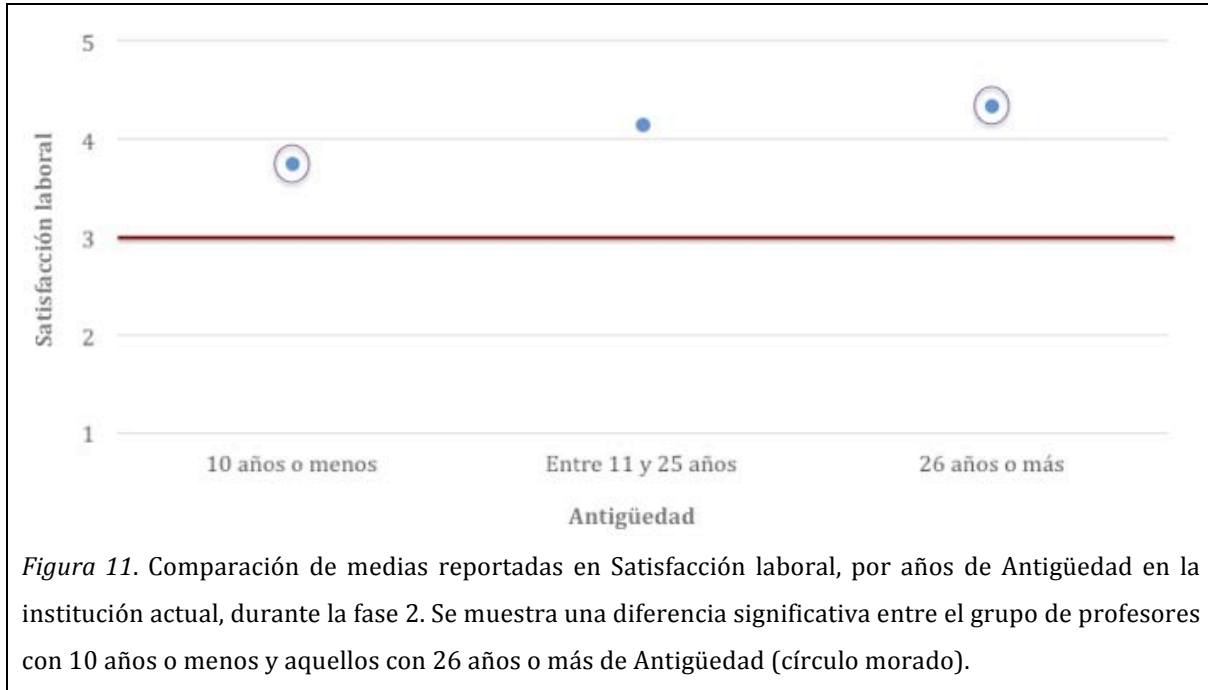 5
4
3
2
1
Satisfacción laboral
10 años o menos
Entre 11 y 25 años
26 años o más
Antigüedad
Figura 11. Comparación de medias reportadas en Satisfacción laboral, por años de Antigüedad en la
institución actual, durante la fase 2. Se muestra una diferencia significativa entre el grupo de profesores
con 10 años o menos y aquellos con 26 años o más de Antigüedad (círculo morado).